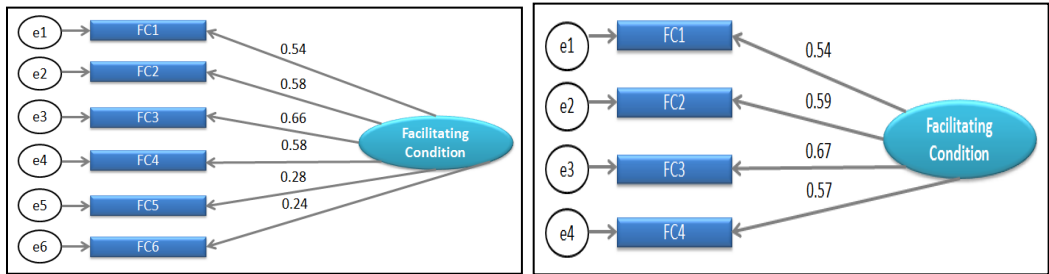 e1
FC1
0.54
e2
FC2
0.58
e3
FC3
0.66
Facilitating
Condition
e4
FC4
0.58
e5
FC5
0.28
e6
FC6
0.24
e1
FC1
0.54
e2
FC2
0.59
Facilitating
Condition
e3
FC3
0.67
e4
FC4
0.57